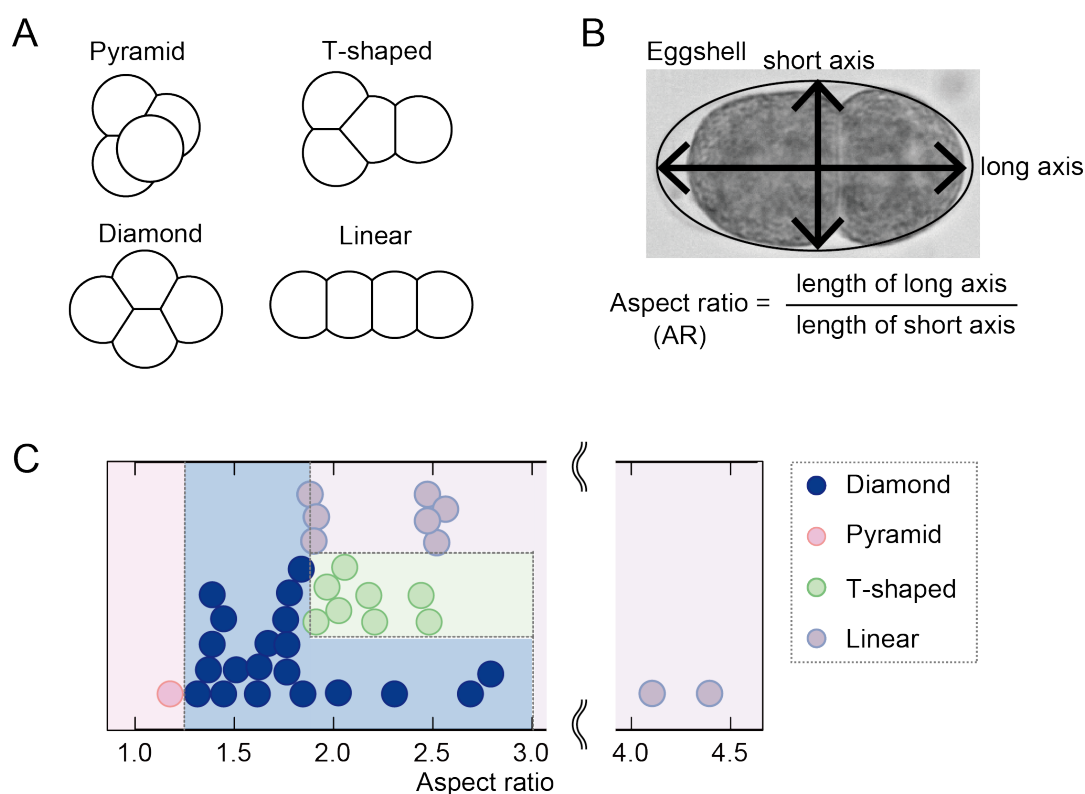 A
Pyramid
T-shaped
Diamond
Linear
B
Eggshell
short axis
long axis
Aspect ratio = length of long axis
(AR) length of short axis
C
Diamond
Pyramid
T-shaped
Linear
1.0 1.5 2.0 2.5 3.0 4.0 4.5
Aspect ratio